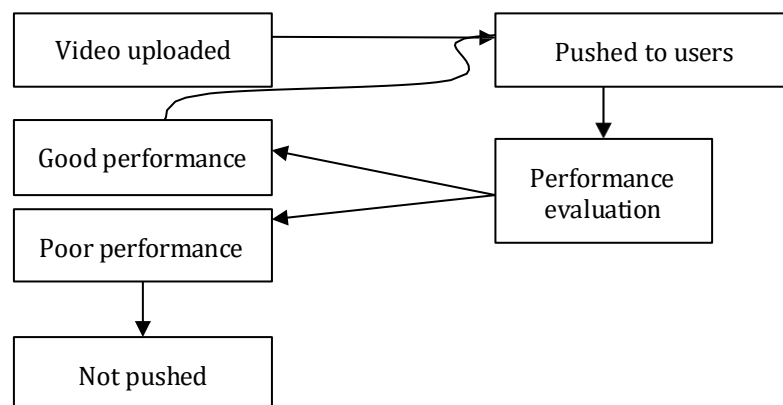 Video uploaded
Pushed to users
Good performance
Performance
evaluation
Poor performance
Not pushed